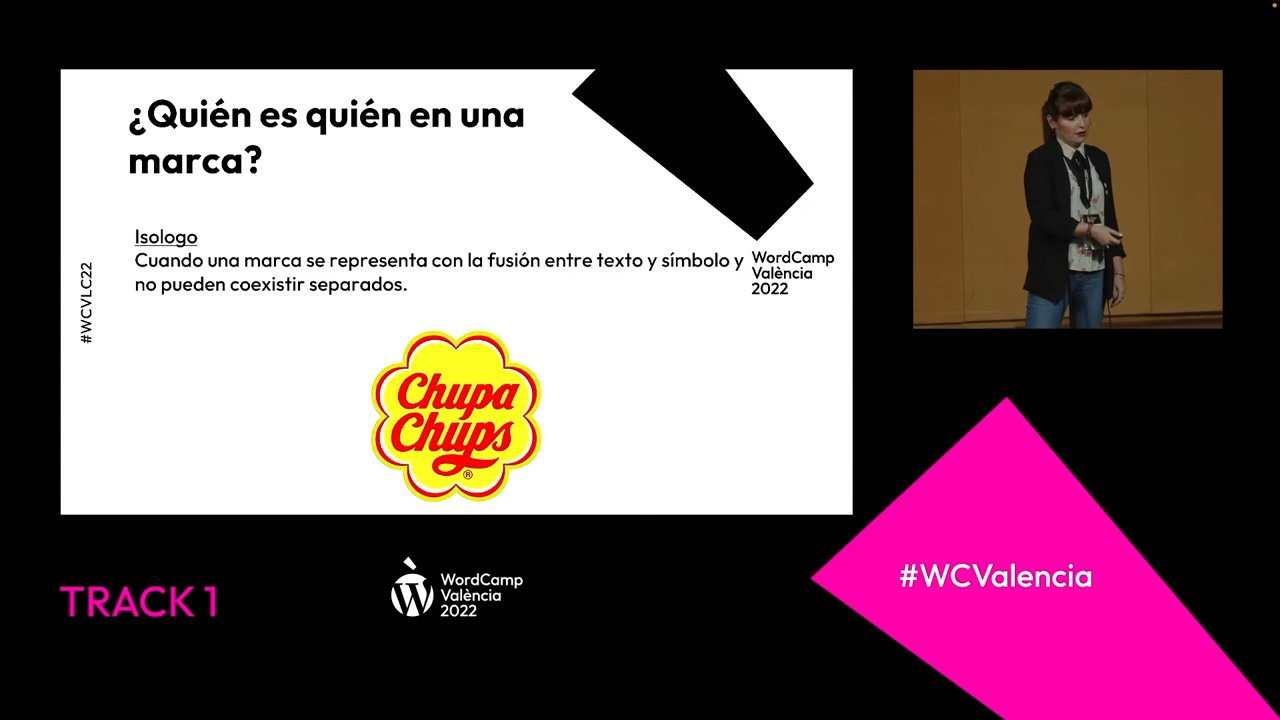 ¿Quién es quién en una
marca?
Isologo
Cuando una marca se representa con la fusión entre texto y símbolo y
no pueden coexistir separados.
#WCVLC22
WordCamp
València
2022
Chupa
Chups
®
TRACK 1
W
WordCamp
València
2022
#WCValencia